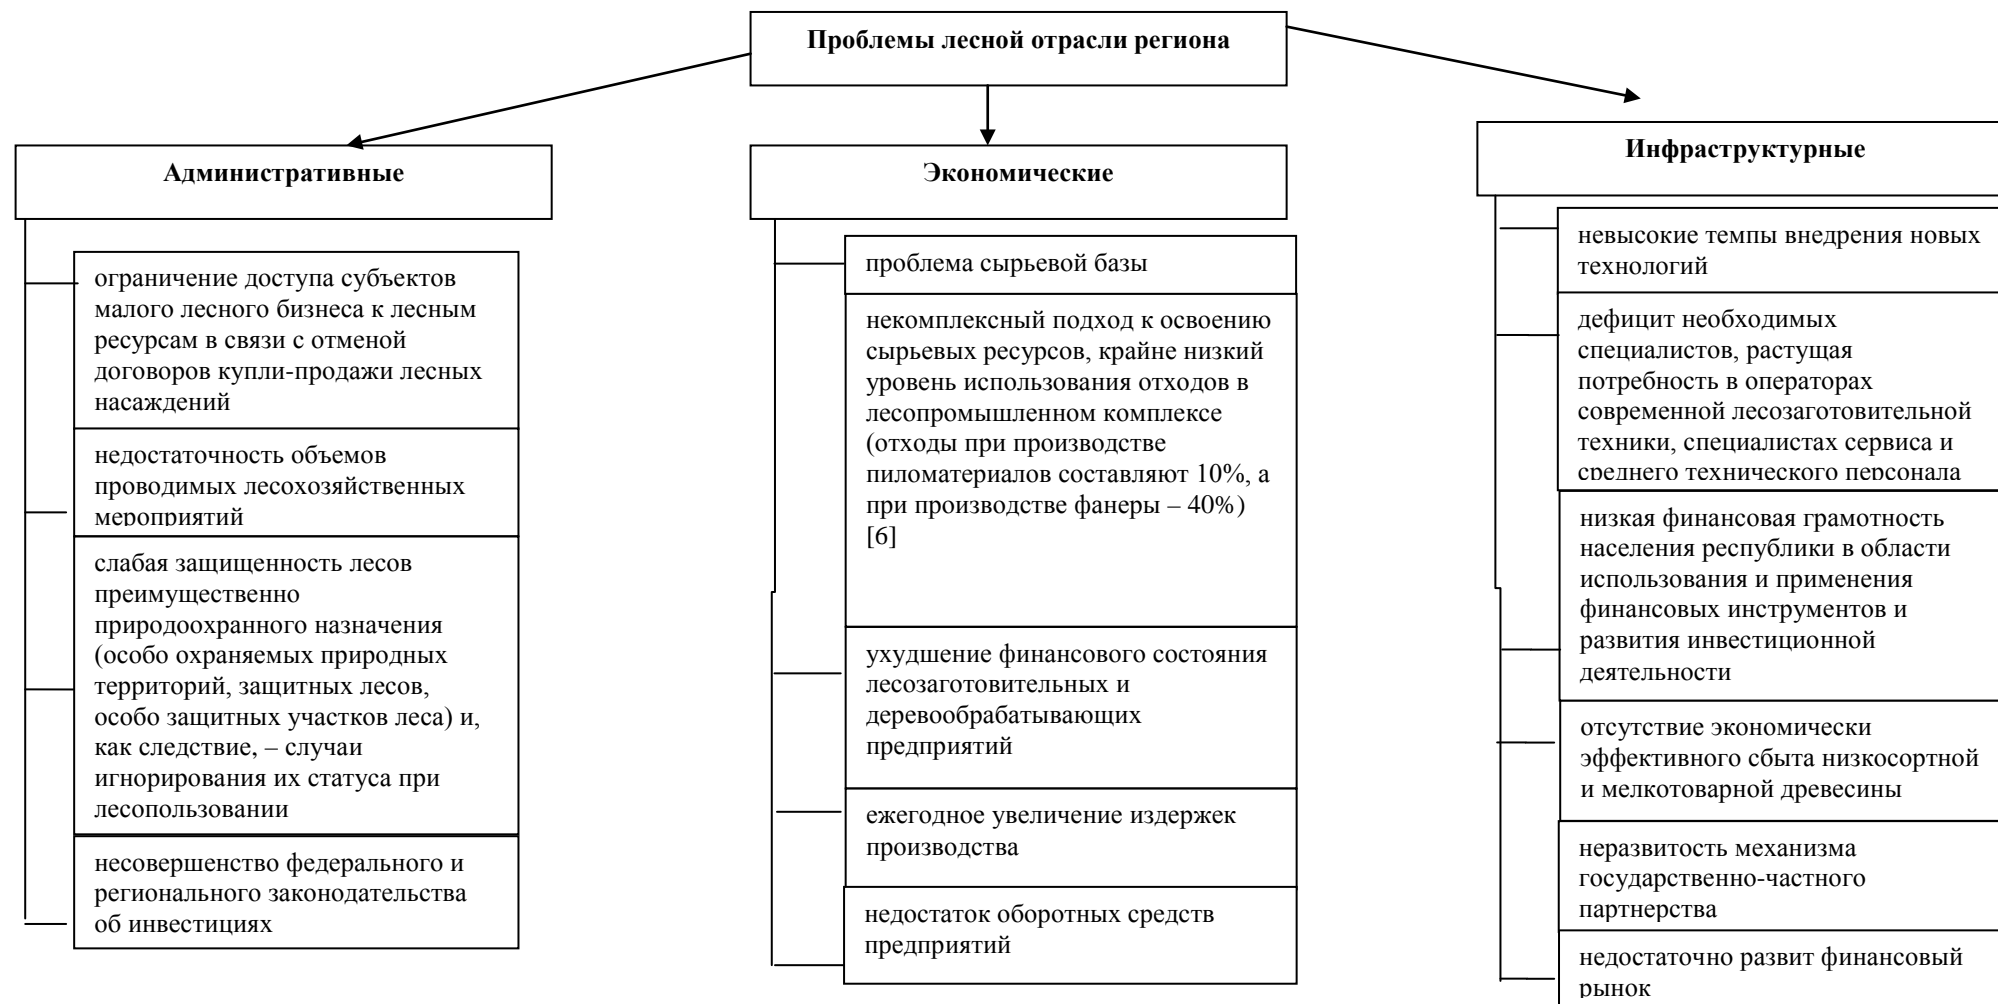 Проблемы лесной отрасли региона
Административные
ограничение доступа субъектов
малого лесного бизнеса к лесным
ресурсам в связи с отменой
договоров купли-продажи лесных
насаждений
недостаточность объемов
проводимых лесохозяйственных
мероприятий
слабая защищенность лесов
преимущественно
природоохранного назначения
(особо охраняемых природных
территорий, защитных лесов,
особо защитных участков леса) и,
как следствие, – случаи
игнорирования их статуса при
лесопользовании
несовершенство федерального и
регионального законодательства
об инвестициях
Экономические
проблема сырьевой базы
некомплексный подход к освоению
сырьевых ресурсов, крайне низкий
уровень использования отходов в
лесопромышленном комплексе
(отходы при производстве
пиломатериалов составляют 10%, а
при производстве фанеры – 40%)
[6]
ухудшение финансового состояния
лесозаготовительных и
деревообрабатывающих
предприятий
ежегодное увеличение издержек
производства
недостаток оборотных средств
предприятий
Инфраструктурные
невысокие темпы внедрения новых
технологий
дефицит необходимых
специалистов, растущая
потребность в операторах
современной лесозаготовительной
техники, специалистах сервиса и
среднего технического персонала
низкая финансовая грамотность
населения республики в области
использования и применения
финансовых инструментов и
развития инвестиционной
деятельности
отсутствие экономически
эффективного сбыта низкосортной
и мелкотоварной древесины
неразвитость механизма
государственно-частного
партнерства
недостаточно развит финансовый
рынок